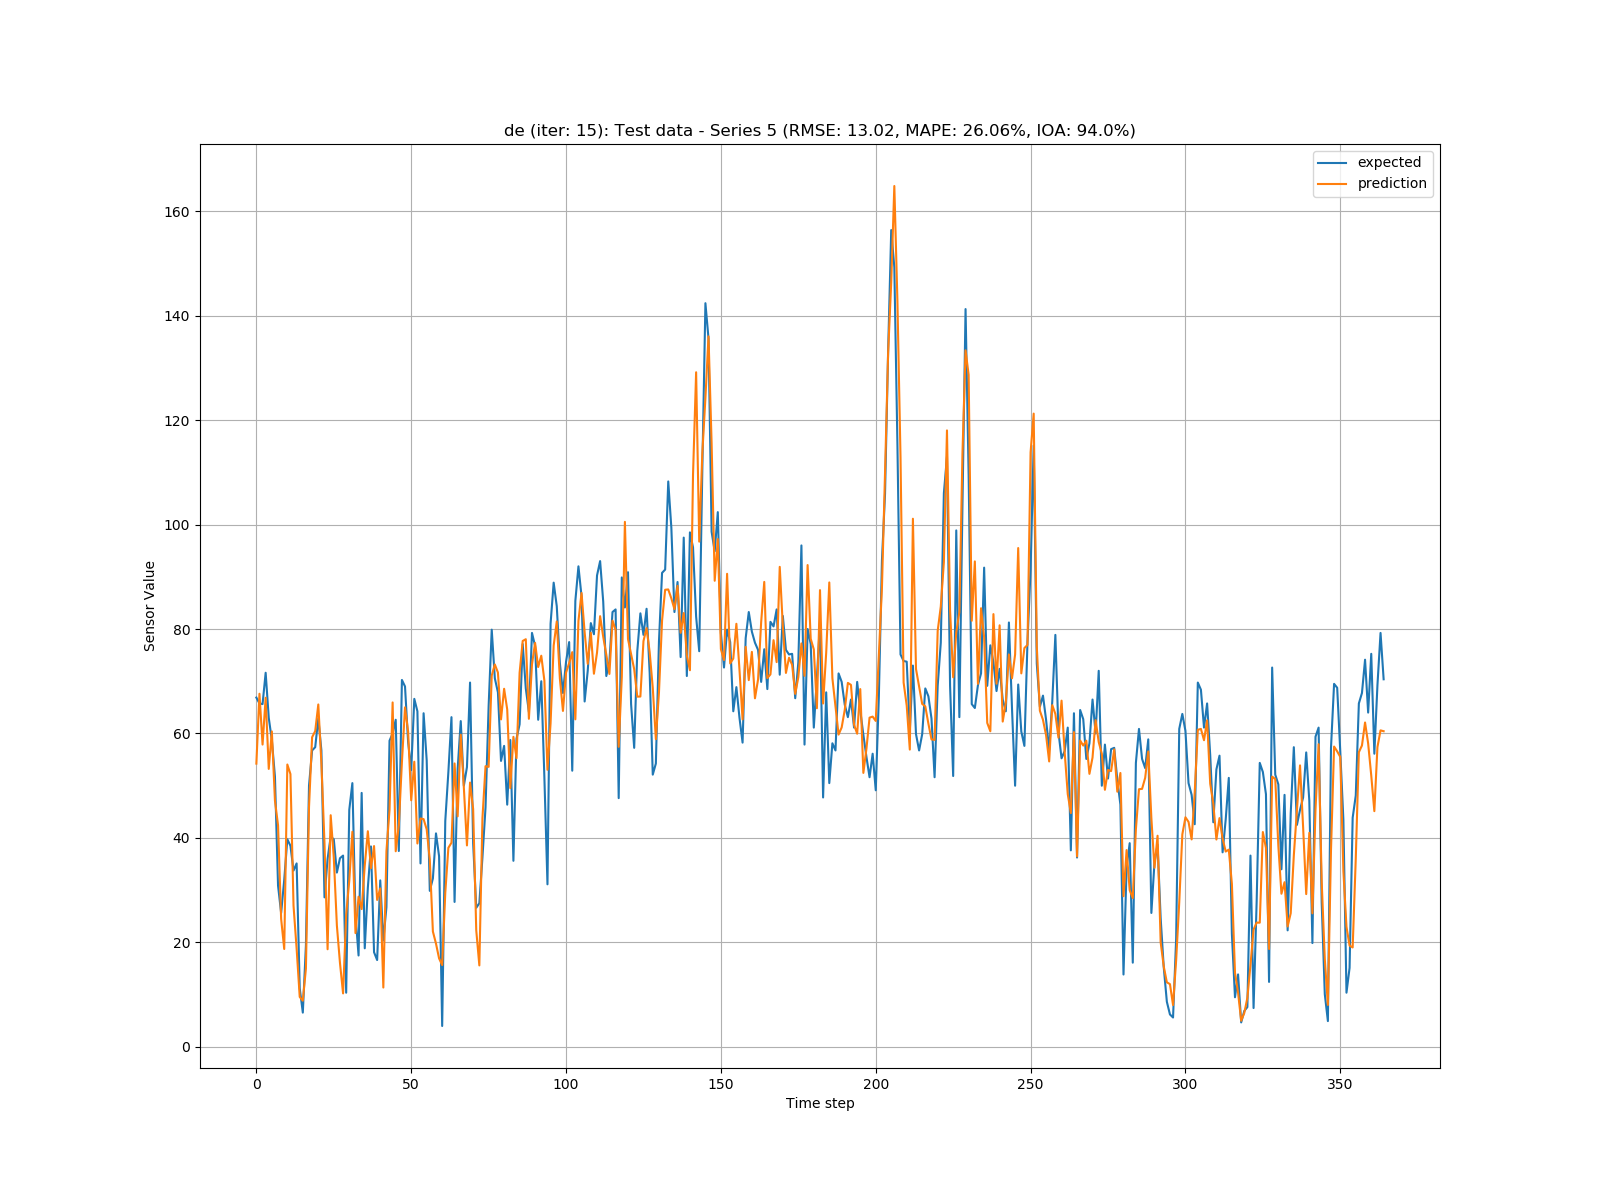 de (iter: 15): Test data - Series 5 (RMSE: 13.02, MAPE: 26.06%, IOA: 94.0%)
expected
prediction
160
140
120
100
80
60
40
20
0
Sensor Value
0 50 100 150 200 250 300 350
Time step